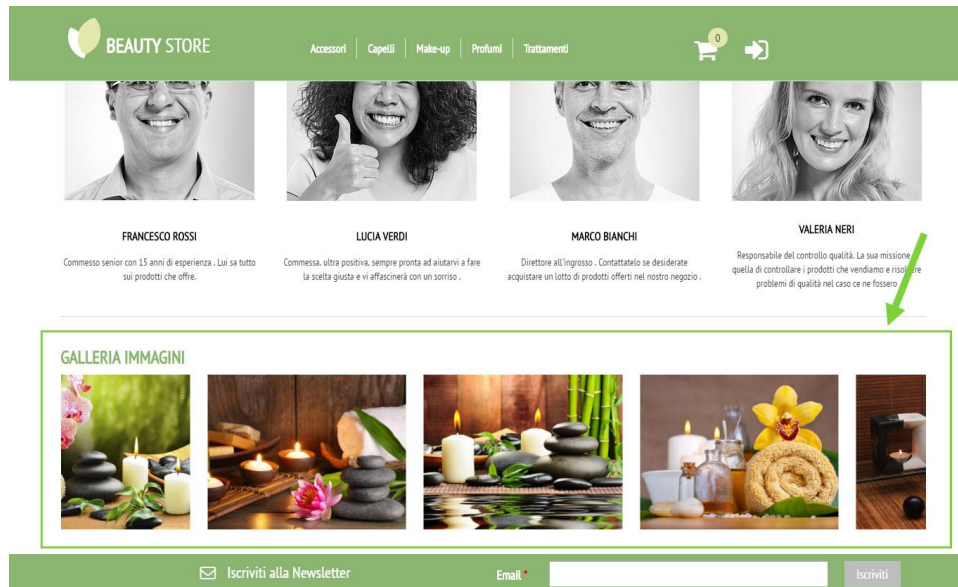 BEAUTY STORE
Accessori Capelli Make-up Profumi Trattamenti
0
FRANCESCO ROSSI
Commesso senior con 15 anni di esperienza . Lui sa tutto
sui prodotti che offre.
LUCIA VERDI
Commessa, ultra positiva, sempre pronta ad aiutarvi a fare
la scelta giusta e vi affascinerà con un sorriso .
MARCO BIANCHI
Direttore all'ingrosso . Contattatelo se desiderate
acquistare un lotto di prodotti offerti nel nostro negozio .
VALERIA NERI
Responsabile del controllo qualità. La sua missione
quella di controllare i prodotti che vendiamo e
problemi di qualità nel caso ce ne fossero
GALLERIA IMMAGINI
Iscriviti alla Newsletter
Email *
Iscriviti